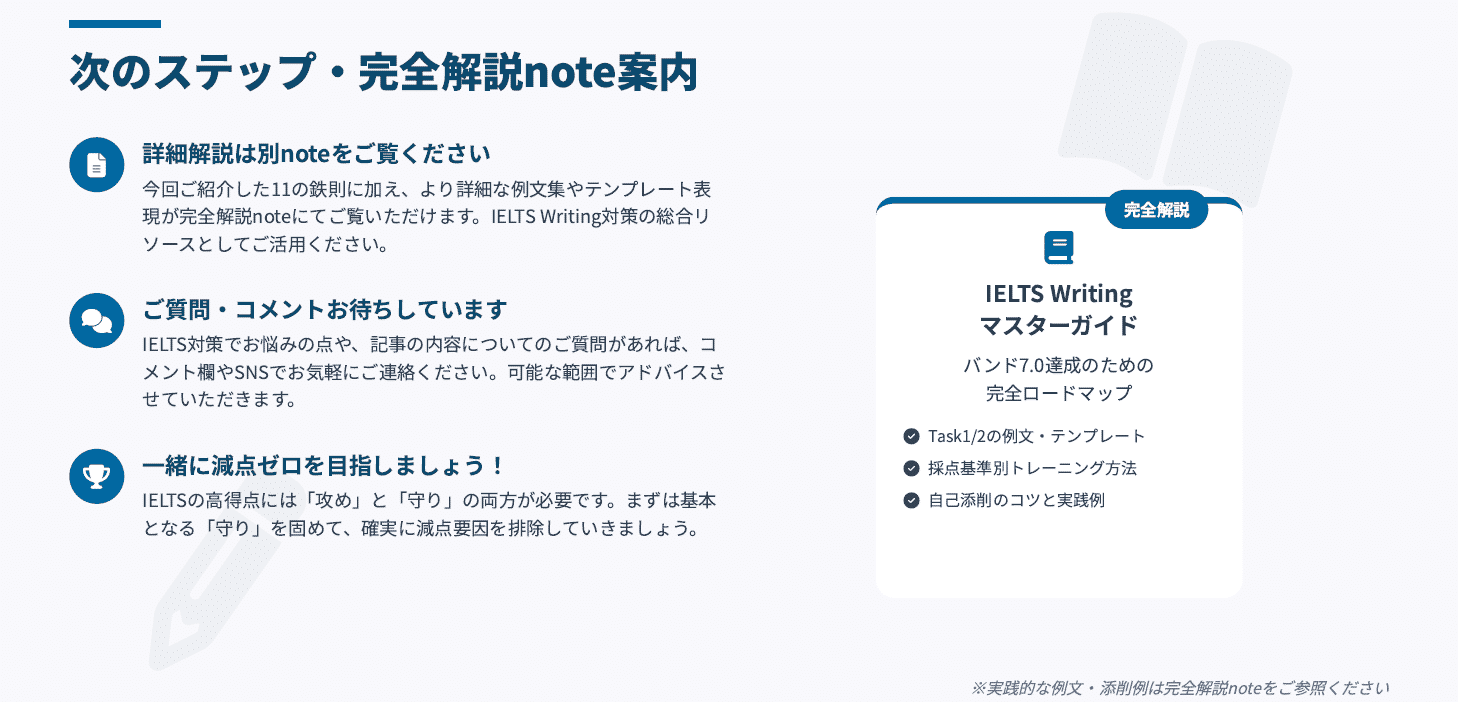 次のステップ・完全解説note案内
詳細解説は別noteをご覧ください
今回ご紹介した11の鉄則に加え、より詳細な例文集やテンプレート表
現が完全解説noteにてご覧いただけます。IELTS Writing対策の総合リ
ソースとしてご活用ください。
ご質問・コメントお待ちしています
IELTS対策でお悩みの点や、記事の内容についてのご質問があれば、コ
メント欄やSNSでお気軽にご連絡ください。可能な範囲でアドバイスさ
せていただきます。
一緒に減点ゼロを目指しましょう！
IELTSの高得点には「攻め」と「守り」の両方が必要です。まずは基本
となる「守り」を固めて、確実に減点要因を排除していきましょう。
完全解説
IELTS Writing
マスターガイド
バンド7.0達成のための
完全ロードマップ
Task1/2の例文・テンプレート
採点基準別トレーニング方法
自己添削のコツと実践例
※実践的な例文・添削例は完全解説noteをご参照ください